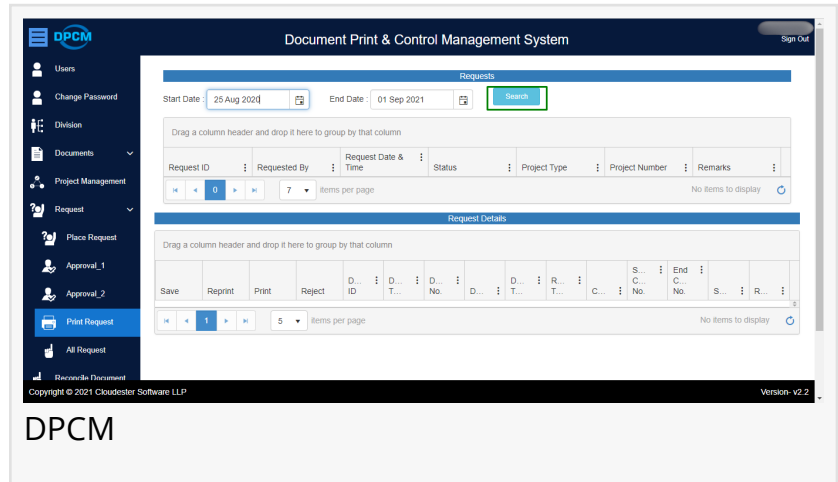 DPCM
Document Print & Control Management System
Sign Out
Users
Change Password
Division
Documents
Project Management
Request
Place Request
Approval_1
Approval_2
Print Request
All Request
Reconcile Document
Requests
Start Date : 25 Aug 2020 End Date : 01 Sep 2021 Search
Drag a column header and drop it here to group by that column
Request ID Requested By Request Date & Time Status Project Type Project Number Remarks
0 7 items per page No items to display
Request Details
Drag a column header and drop it here to group by that column
Save Reprint Print Reject D... ID D... T... D... No. D... D... T... R... T... C... S... C... No. End C... No. S... R...
1 5 items per page No items to display
Copyright © 2021 Cloudester Software LLP Version- v2.2
DPCM